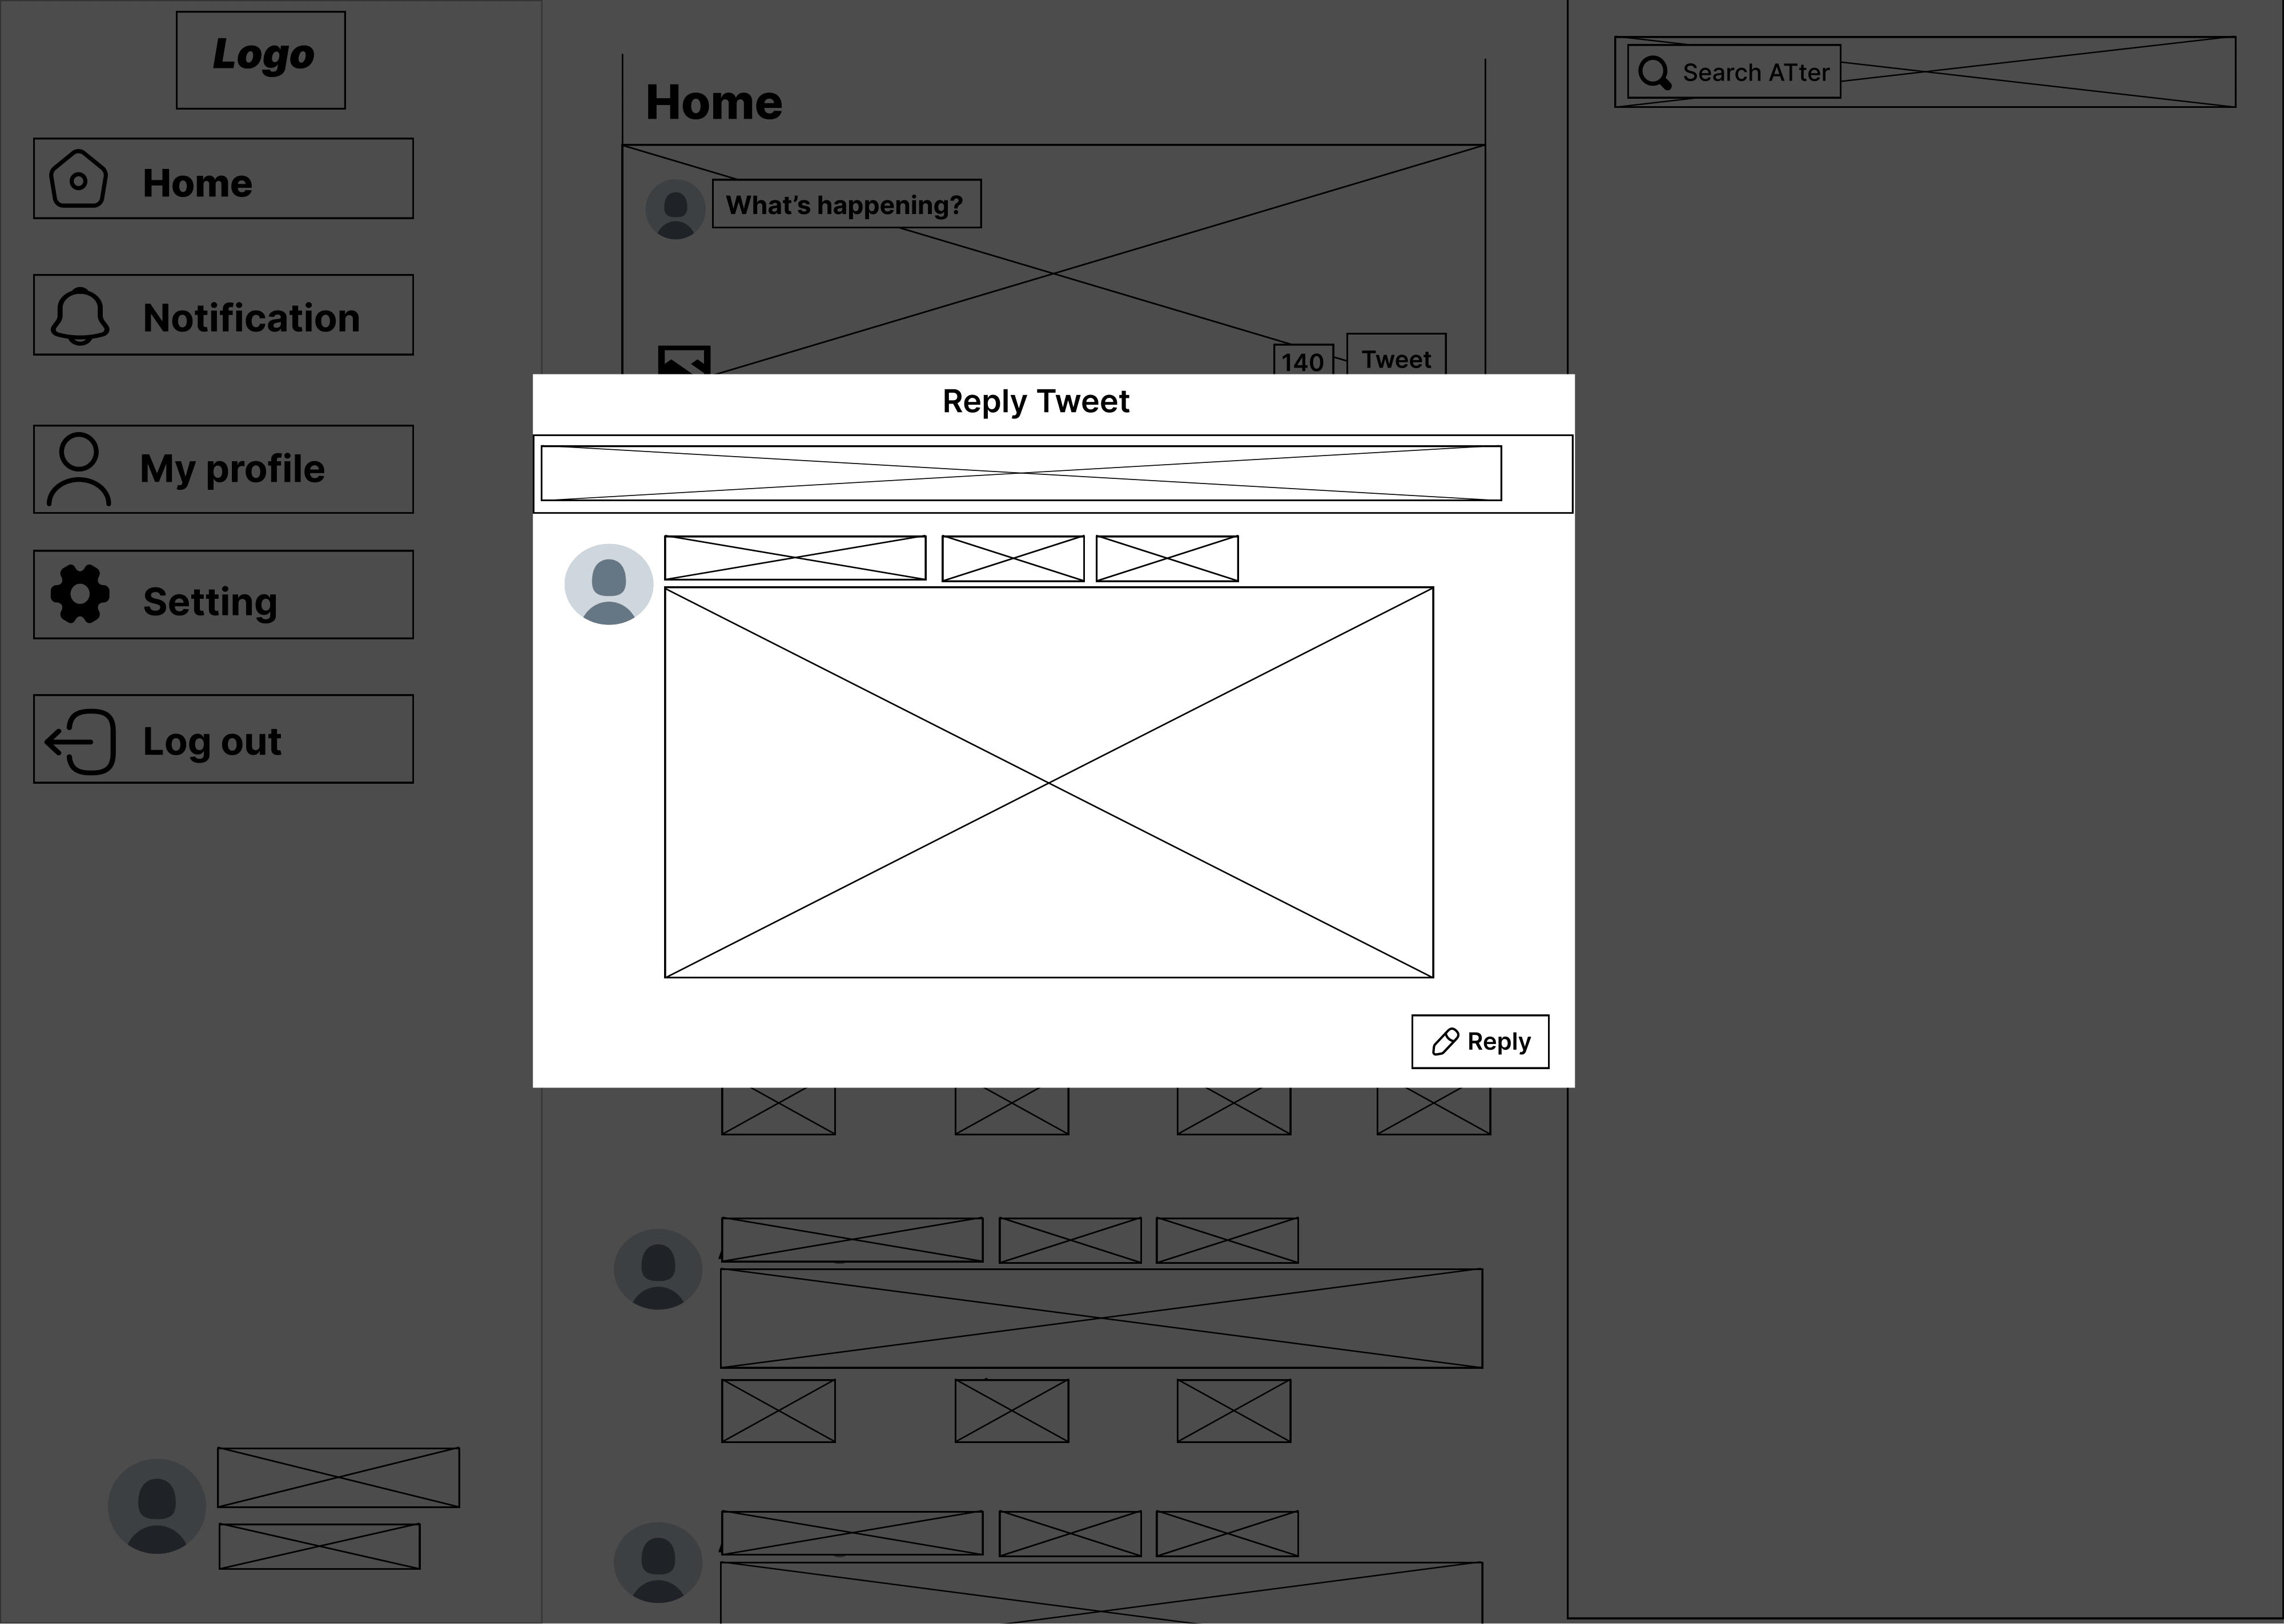 Logo
Home
Notification
My profile
Setting
Log out
Home
What's happening?
140
Tweet
Search ATter
Reply Tweet
Reply